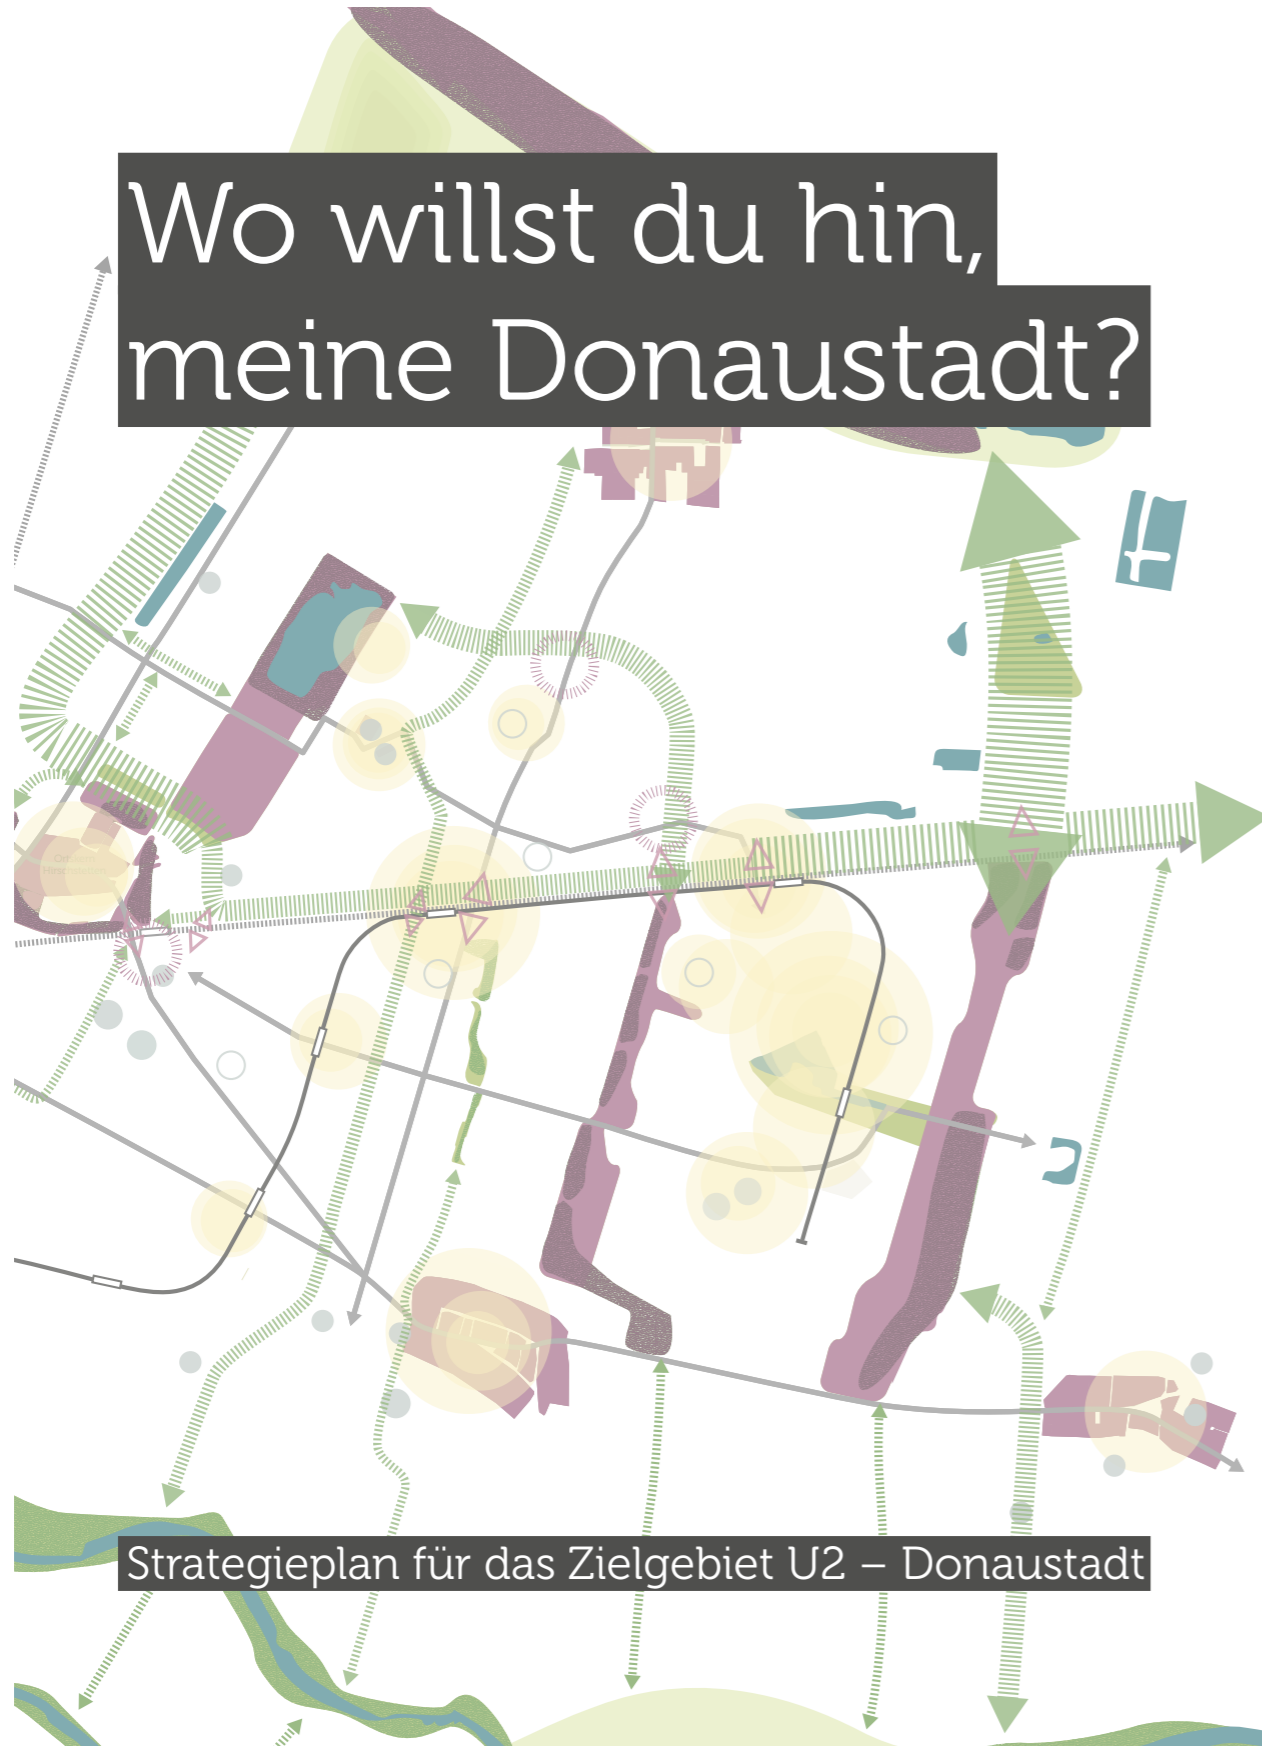 Wo willst du hin,
meine Donaustadt?
Strategieplan für das Zielgebiet U2 – Donaustadt